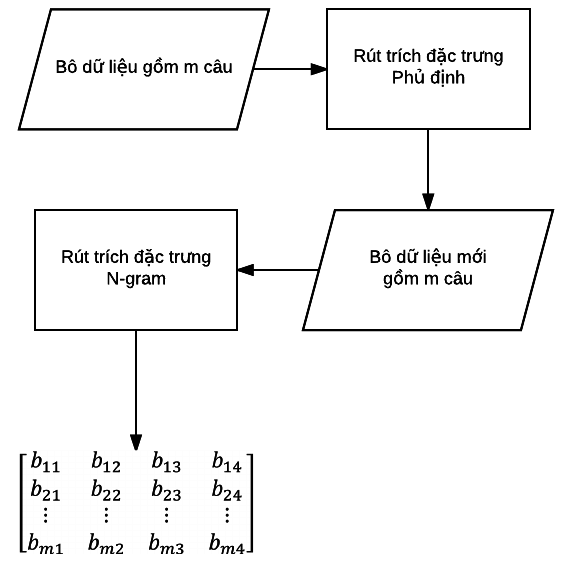 Bô dữ liệu gồm m câu
Rút trích đặc trưng
Phủ định
Bô dữ liệu mới
gồm m câu
Rút trích đặc trưng
N-gram
b₁₁ b₁₂ b₁₃ b₁₄
b₂₁ b₂₂ b₂₃ b₂₄
⋮ ⋮ ⋮ ⋮
bₘ₁ bₘ₂ bₘ₃ bₘ₄